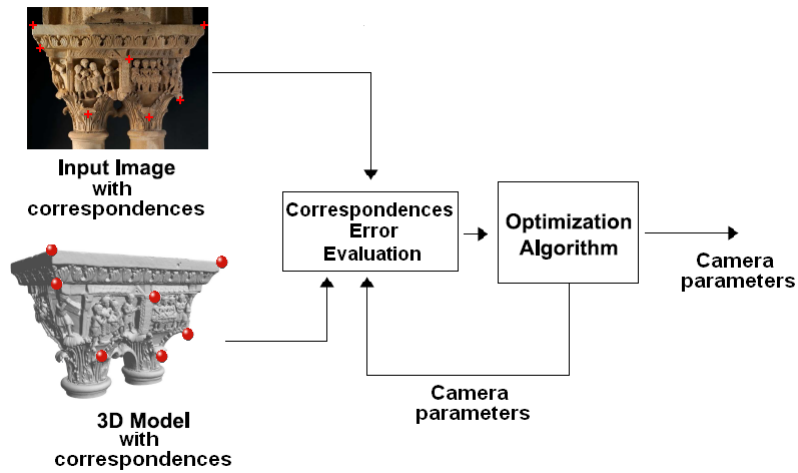 Input Image
with
correspondences
Correspondences
Error
Evaluation
Optimization
Algorithm
Camera
parameters
Camera
parameters
3D Model
with
correspondences